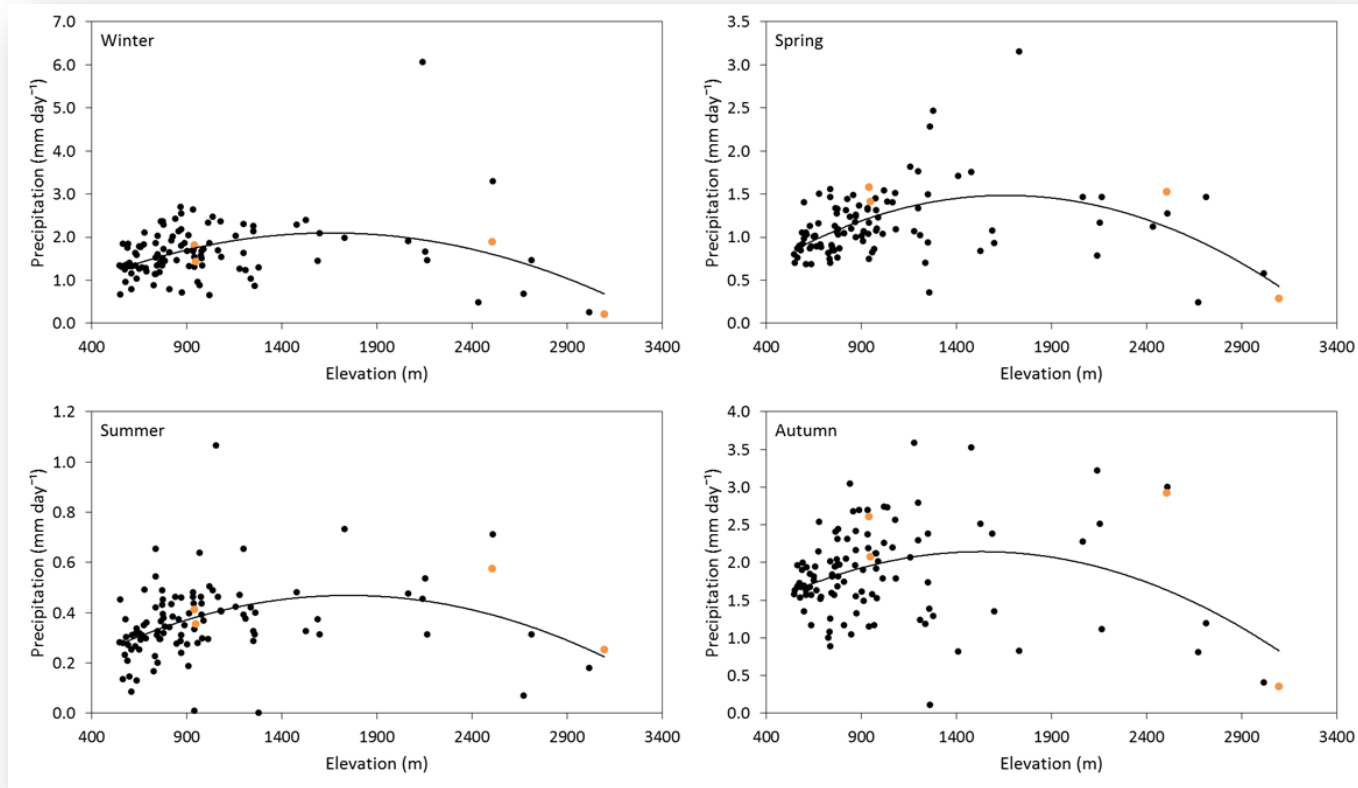 Winter
Precipitation (mm day⁻¹)
7.0
6.0
5.0
4.0
3.0
2.0
1.0
0.0
400 900 1400 1900 2400 2900 3400
Elevation (m)
Spring
Precipitation (mm day⁻¹)
3.5
3.0
2.5
2.0
1.5
1.0
0.5
0.0
400 900 1400 1900 2400 2900 3400
Elevation (m)
Summer
Precipitation (mm day⁻¹)
1.2
1.0
0.8
0.6
0.4
0.2
0.0
400 900 1400 1900 2400 2900 3400
Elevation (m)
Autumn
Precipitation (mm day⁻¹)
4.0
3.5
3.0
2.5
2.0
1.5
1.0
0.5
0.0
400 900 1400 1900 2400 2900 3400
Elevation (m)